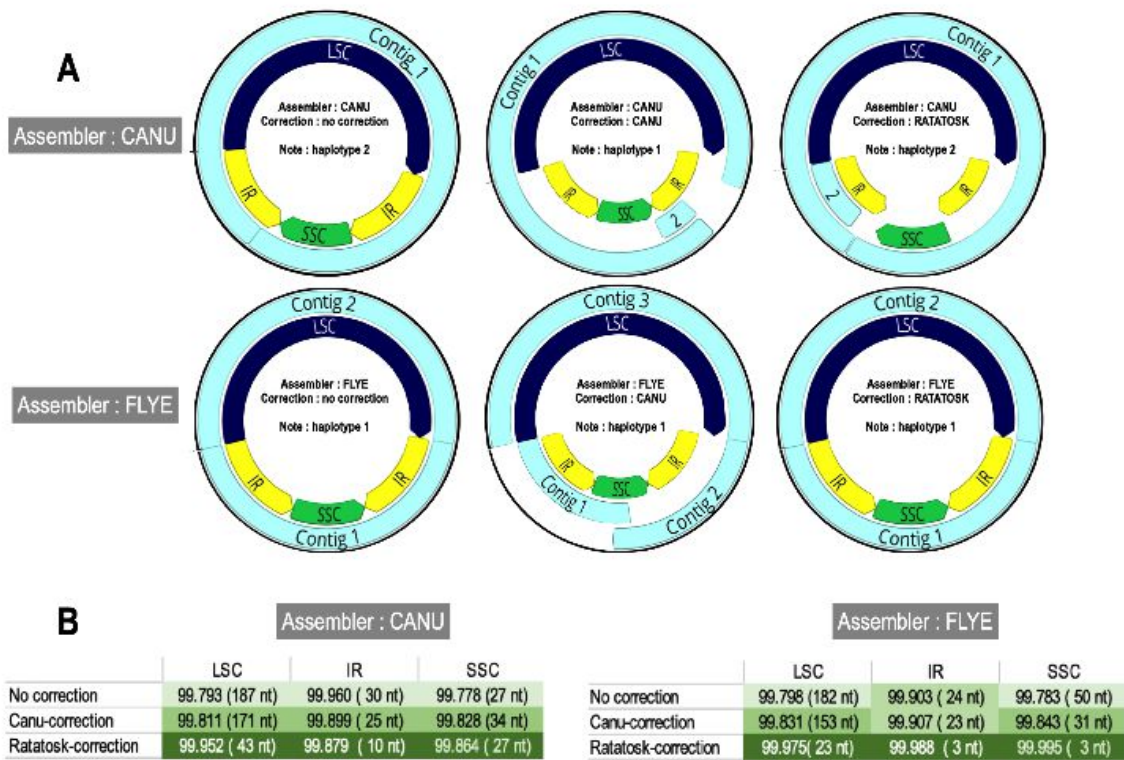 A
Assembler : CANU
Contig_1
LSC
Assembler : CANU
Correction : no correction
Note : haplotype 2
IR
SSC
IR
Contig 1
LSC
Assembler : CANU
Correction : CANU
Note : haplotype 1
IR
SSC
2
Contig 1
LSC
Assembler : CANU
Correction : RATATOSK
Note : haplotype 2
2
IR
IR
SSC
Assembler : FLYE
Contig 2
LSC
Assembler : FLYE
Correction : no correction
Note : haplotype 1
IR
IR
SSC
Contig 1
Contig 3
LSC
Assembler : FLYE
Correction : CANU
Note : haplotype 1
IR
IR
SSC
Contig 1
Contig 2
Contig 2
LSC
Assembler : FLYE
Correction : RATATOSK
Note : haplotype 1
IR
IR
SSC
Contig 1
B
Assembler : CANU
LSC IR SSC
No correction 99.793 (187 nt) 99.960 ( 30 nt) 99.778 (27 nt)
Canu-correction 99.811 (171 nt) 99.899 ( 25 nt) 99.828 (34 nt)
Ratatosk-correction 99.952 ( 43 nt) 99.879 ( 10 nt) 99.864 ( 27 nt)
Assembler : FLYE
LSC IR SSC
No correction 99.798 (182 nt) 99.903 ( 24 nt) 99.783 ( 50 nt)
Canu-correction 99.831 (153 nt) 99.907 ( 23 nt) 99.843 ( 31 nt)
Ratatosk-correction 99.975( 23 nt) 99.988 ( 3 nt) 99.995 ( 3 nt)